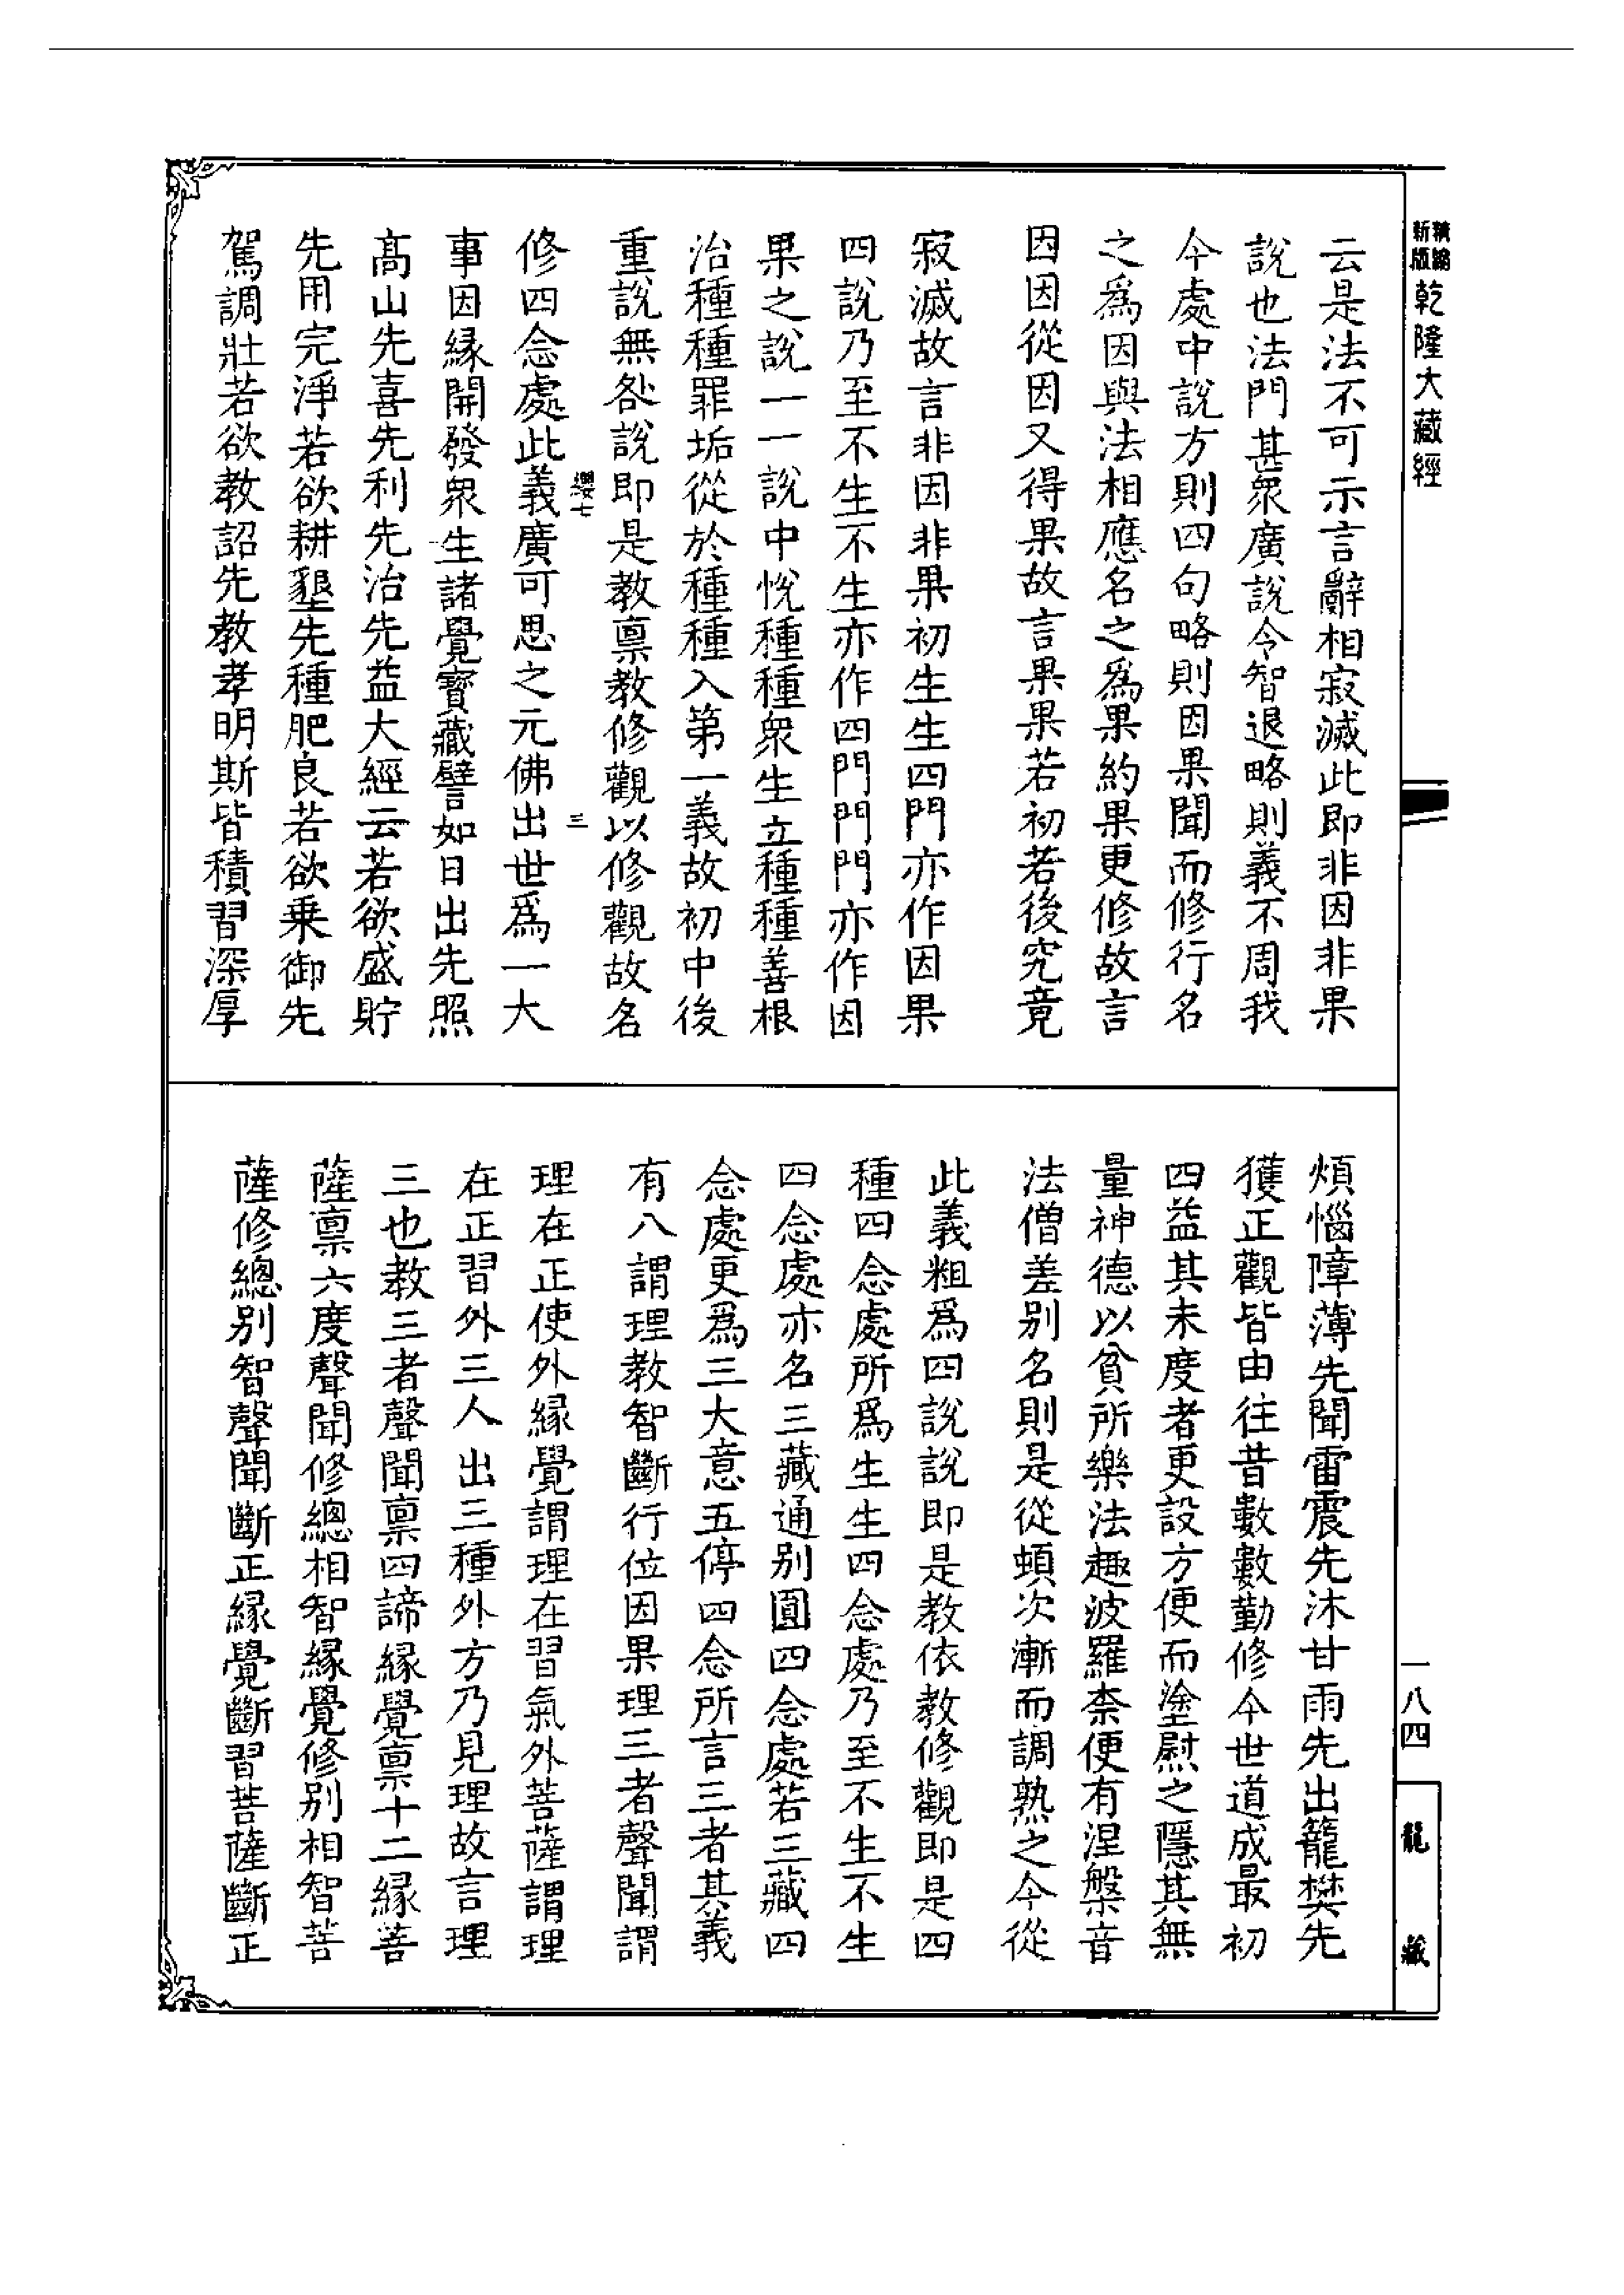 精縮新版乾隆大藏經
云是法不可示言辭相寂滅此即非因非果
說也法門甚衆廣說令智退略則義不周我
今處中說方則四句略則因果聞而修行名
之爲因與法相應名之爲果約果更修故言
因因從因又得果故言果果若初若後究竟
寂滅故言非因非果初生生四門亦作因果
四說乃至不生不生亦作四門門門亦作因
果之說一一說中悅種種衆生立種種善根
治種種罪垢從於種種入第一義故初中後
重說無咎說即是教禀教修觀以修觀故名
纓七 三
修四念處此義廣可思之元佛出世爲一大
事因緣開發衆生諸覺寶藏譬如日出先照
高山先喜先利先治先益大經云若欲盛貯
先用完淨若欲耕墾先種肥良若欲乗御先
駕調壯若欲教詔先教孝明斯皆積習深厚
煩惱障薄先聞雷震先沐甘雨先出籠樊先
獲正觀皆由往昔數數勤修今世道成最初
四益其未度者更設方便而塗慰之隱其無
量神德以貧所樂法趣波羅柰便有涅槃音
法僧差别名則是從頓次漸而調熟之今從
此義粗爲四說說即是教依教修觀即是四
種四念處所爲生生四念處乃至不生不生
四念處亦名三藏通别圓四念處若三藏四
念處更爲三大意五停四念所言三者其義
有八謂理教智斷行位因果理三者聲聞謂
理在正使外緣覺謂理在習氣外菩薩謂理
在正習外三人出三種外方乃見理故言理
三也教三者聲聞禀四諦緣覺禀十二緣菩
薩禀六度聲聞修總相智緣覺修别相智菩
薩修總别智聲聞斷正緣覺斷習菩薩斷正
一八四
龍藏